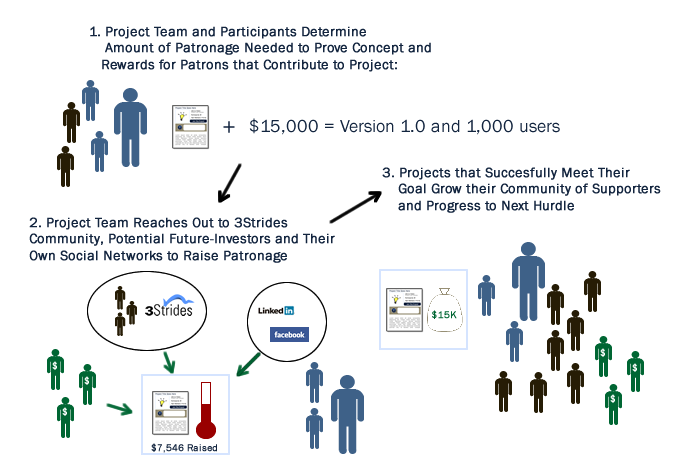 1. Project Team and Participants Determine
Amount of Patronage Needed to Prove Concept and
Rewards for Patrons that Contribute to Project:
+ $15,000 = Version 1.0 and 1,000 users
3. Projects that Succesfully Meet Their
Goal Grow their Community of Supporters
and Progress to Next Hurdle
2. Project Team Reaches Out to 3Strides
Community, Potential Future-Investors and Their
Own Social Networks to Raise Patronage
3Strides
Linked in
facebook
$15K
$
$
$
$
$
$
$7,546 Raised